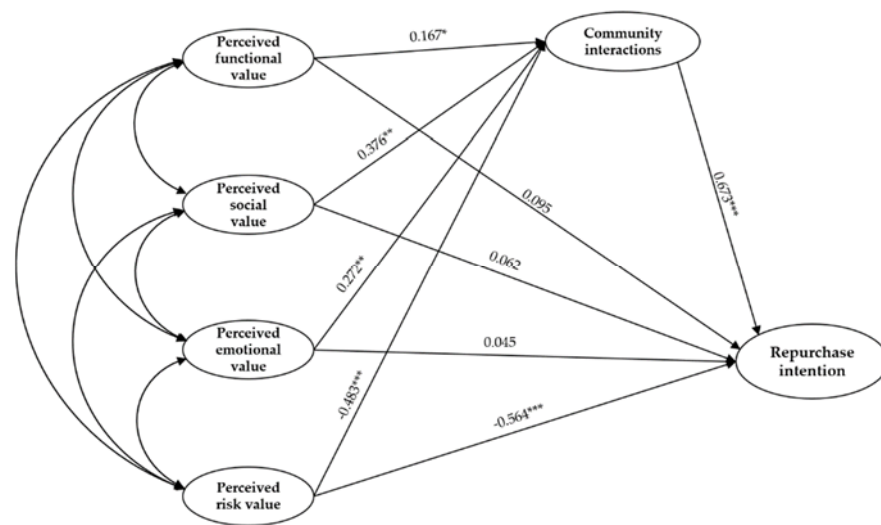 Perceived
functional
value
0.167*
Community
interactions
0.376**
Perceived
social
value
0.095
0.673***
0.062
0.272**
Perceived
emotional
value
0.045
Repurchase
intention
-0.483***
-0.564***
Perceived
risk value